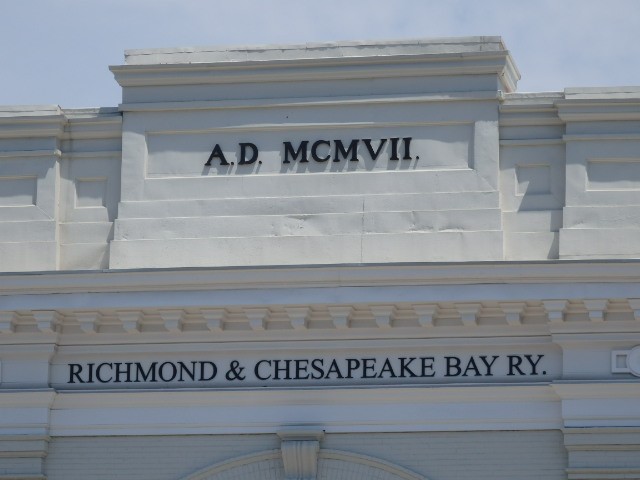 A.D. MCMVII.
RICHMOND & CHESAPEAKE BAY RY.